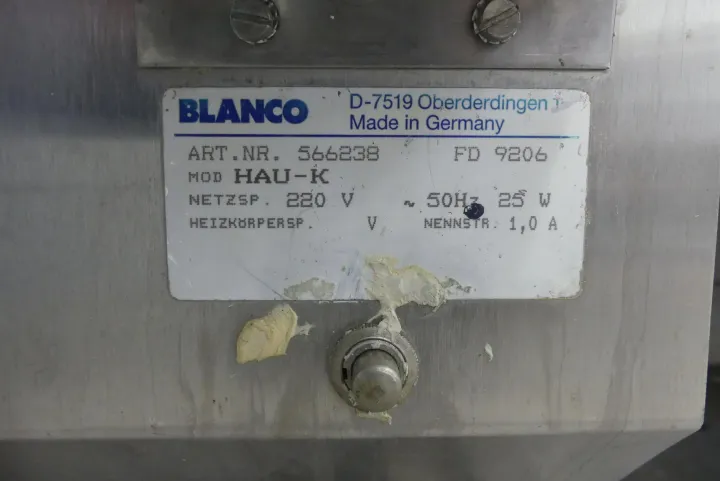 BLANCO
D-7519 Oberderdingen
Made in Germany
ART.NR. 566238 FD 9206
MOD HAU-K
NETZSP. 220 V ~ 50Hz 25 W
HEIZKÖRPERSP. V NENNSTR. 1,0 A